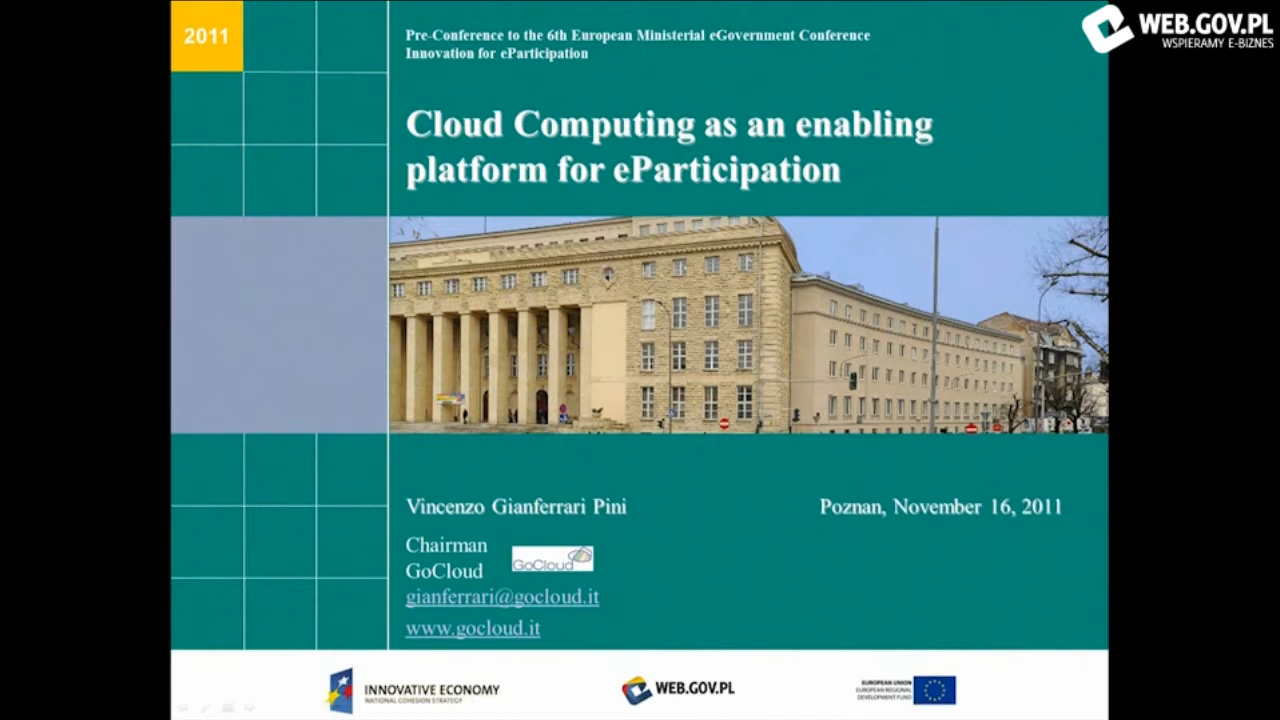 2011
Pre-Conference to the 6th European Ministerial eGovernment Conference
Innovation for eParticipation
WEB.GOV.PL
WSPIERAMY E-BIZNES
Cloud Computing as an enabling
platform for eParticipation
Vincenzo Gianferrari Pini
Poznan, November 16, 2011
Chairman
GoCloud
GoCloud
gianferrari@gocloud.it
www.gocloud.it
INNOVATIVE ECONOMY
NATIONAL COHESION STRATEGY
WEB.GOV.PL
EUROPEAN UNION
EUROPEAN REGIONAL
DEVELOPMENT FUND